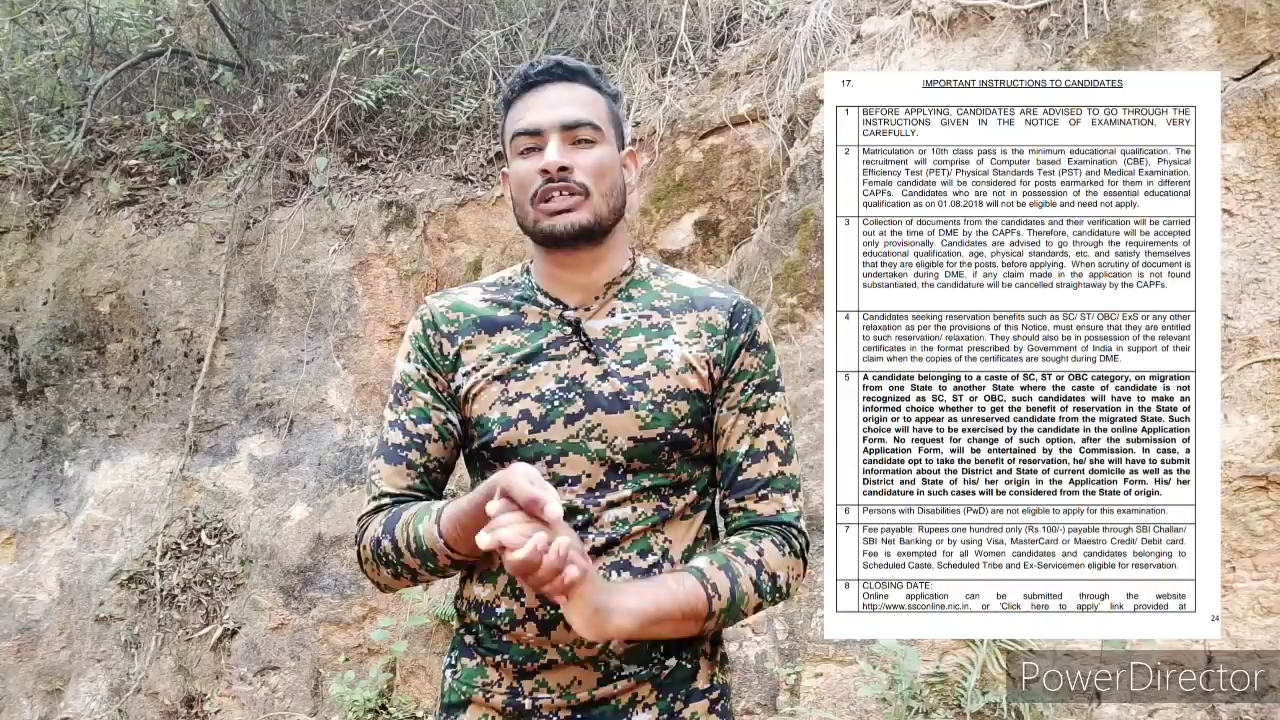 17. IMPORTANT INSTRUCTIONS TO CANDIDATES
1 BEFORE APPLYING, CANDIDATES ARE ADVISED TO GO THROUGH THE
INSTRUCTIONS GIVEN IN THE NOTICE OF EXAMINATION, VERY
CAREFULLY.
2 Matriculation or 10th class pass is the minimum educational qualification. The
recruitment will comprise of Computer based Examination (CBE), Physical
Efficiency Test (PET)/ Physical Standards Test (PST) and Medical Examination.
Female candidate will be considered for posts earmarked for them in different
CAPFs. Candidates who are not in possession of the essential educational
qualification as on 01.08.2018 will not be eligible and need not apply.
3 Collection of documents from the candidates and their verification will be carried
out at the time of DME by the CAPFs. Therefore, candidature will be accepted
only provisionally. Candidates are advised to go through the requirements of
educational qualification, age, physical standards, etc. and satisfy themselves
that they are eligible for the posts, before applying. When scrutiny of document is
undertaken during DME, if any claim made in the application is not found
substantiated, the candidature will be cancelled straightaway by the CAPFs.
4 Candidates seeking reservation benefits such as SC/ ST/ OBC/ ExS or any other
relaxation as per the provisions of this Notice, must ensure that they are entitled
to such reservation/ relaxation. They should also be in possession of the relevant
certificates in the format prescribed by Government of India in support of their
claim when the copies of the certificates are sought during DME.
5 A candidate belonging to a caste of SC, ST or OBC category, on migration
from one State to another State where the caste of candidate is not
recognized as SC, ST or OBC, such candidates will have to make an
informed choice whether to get the benefit of reservation in the State of
origin or to appear as unreserved candidate from the migrated State. Such
choice will have to be exercised by the candidate in the online Application
Form. No request for change of such option, after the submission of
Application Form, will be entertained by the Commission. In case, a
candidate opt to take the benefit of reservation, he/ she will have to submit
information about the District and State of current domicile as well as the
District and State of his/ her origin in the Application Form. His/ her
candidature in such cases will be considered from the State of origin.
6 Persons with Disabilities (PwD) are not eligible to apply for this examination.
7 Fee payable: Rupees one hundred only (Rs.100/-) payable through SBI Challan/
SBI Net Banking or by using Visa, MasterCard or Maestro Credit/ Debit card.
Fee is exempted for all Women candidates and candidates belonging to
Scheduled Caste, Scheduled Tribe and Ex-Servicemen eligible for reservation.
8 CLOSING DATE:
Online application can be submitted through the website
http://www.ssconline.nic.in. or 'Click here to apply' link provided at
24
PowerDirector